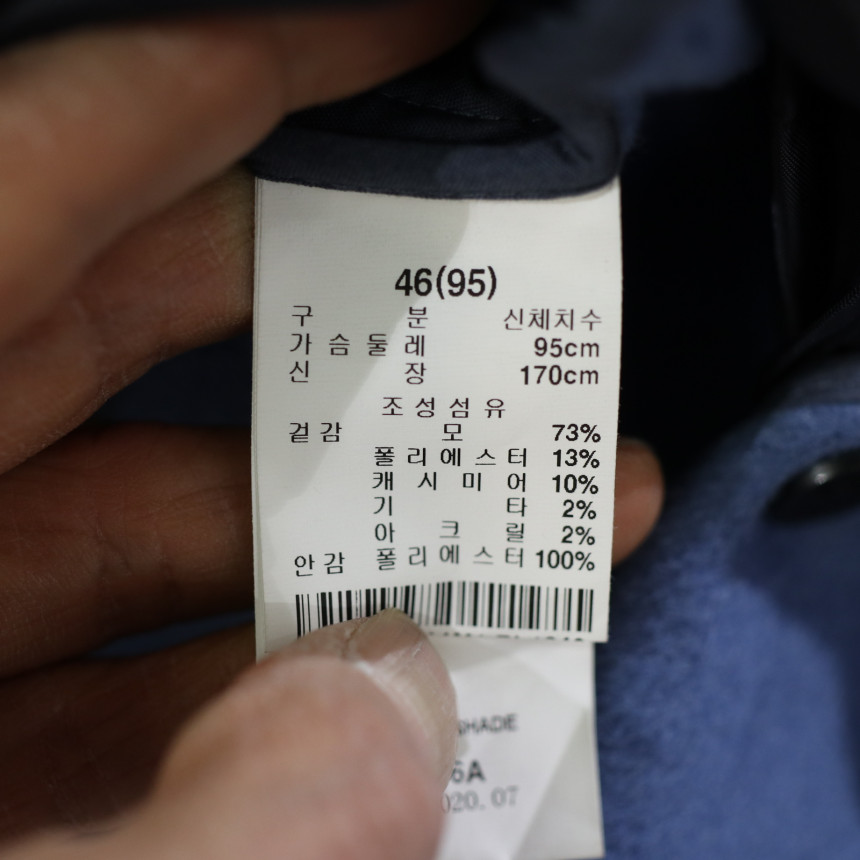 46(95)
구 분 신체치수
가슴둘레 95cm
신 장 170cm
조성섬유
겉감 모 73%
폴리에스터 13%
캐시미어 10%
기 타 2%
아크릴 2%
안감 폴리에스터 100%